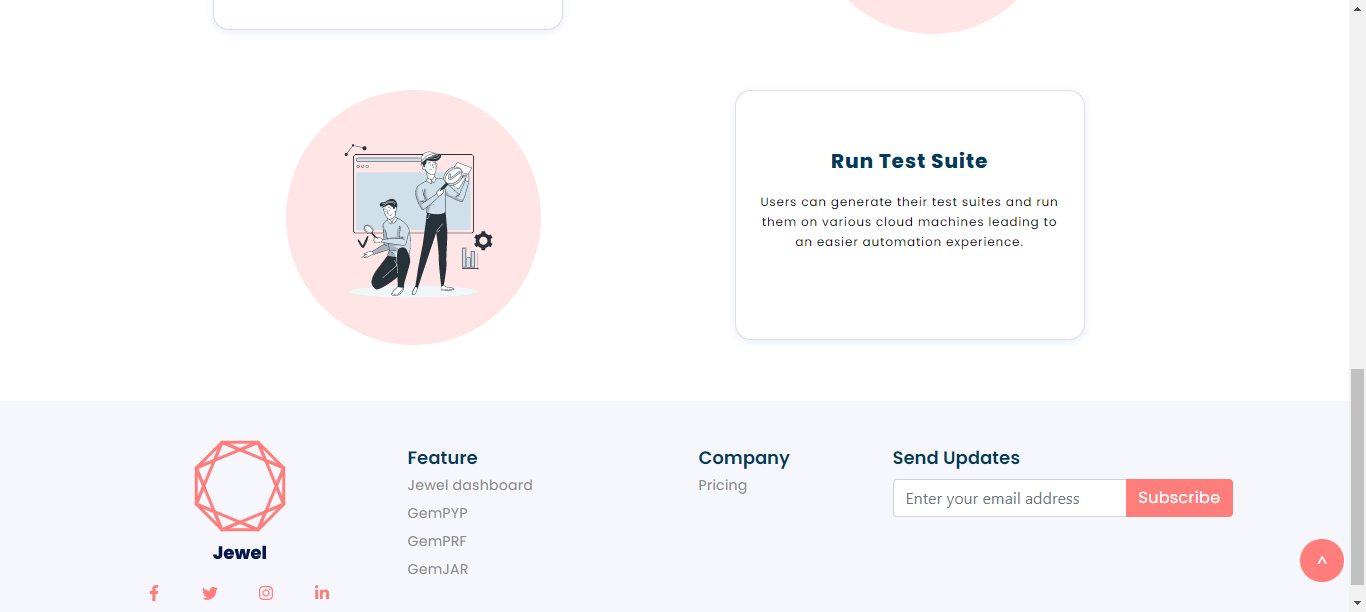 Run Test Suite
Users can generate their test suites and run
them on various cloud machines leading to
an easier automation experience.
Jewel
Feature
Jewel dashboard
GemPYP
GemPRF
GemJAR
Company
Pricing
Send Updates
Enter your email address
Subscribe